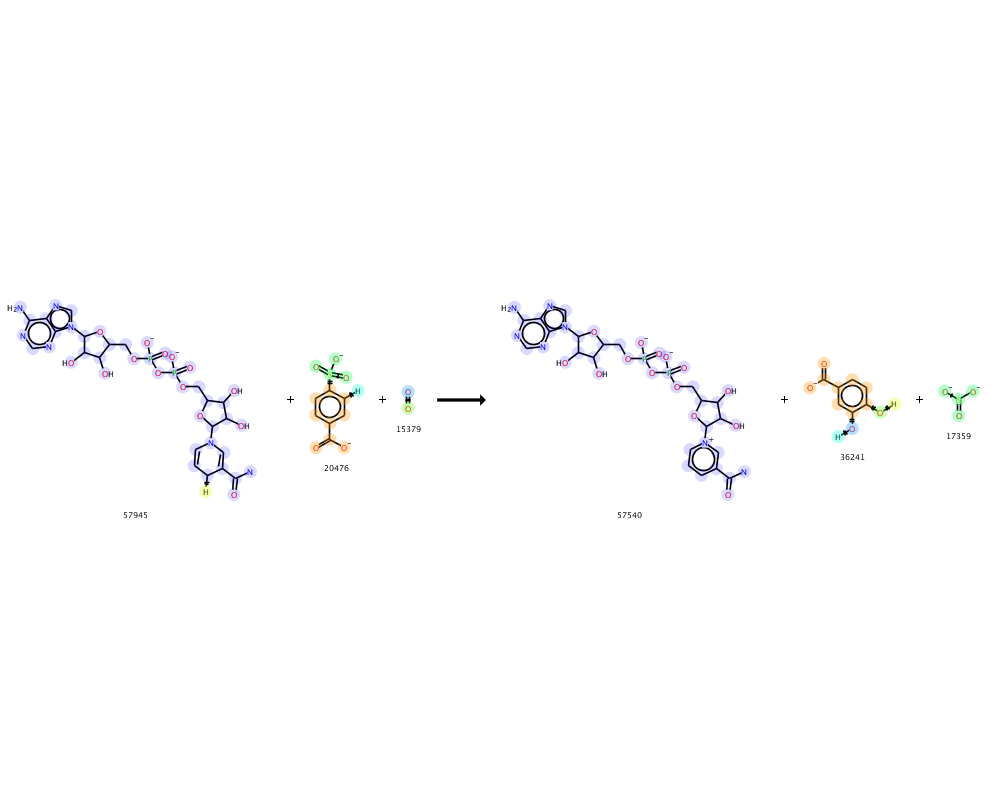 H₂N N N N N O HO OH O O⁻ P O O O⁻ P O O O OH OH N H N O
57945
+
O⁻ O S O H O O⁻
20476
+
O O
15379
H₂N N N N N O HO OH O O⁻ P O O O⁻ P O O O OH OH N⁺ N O
57540
+
O O⁻ O H O H
36241
+
O⁻ S O⁻ O
17359